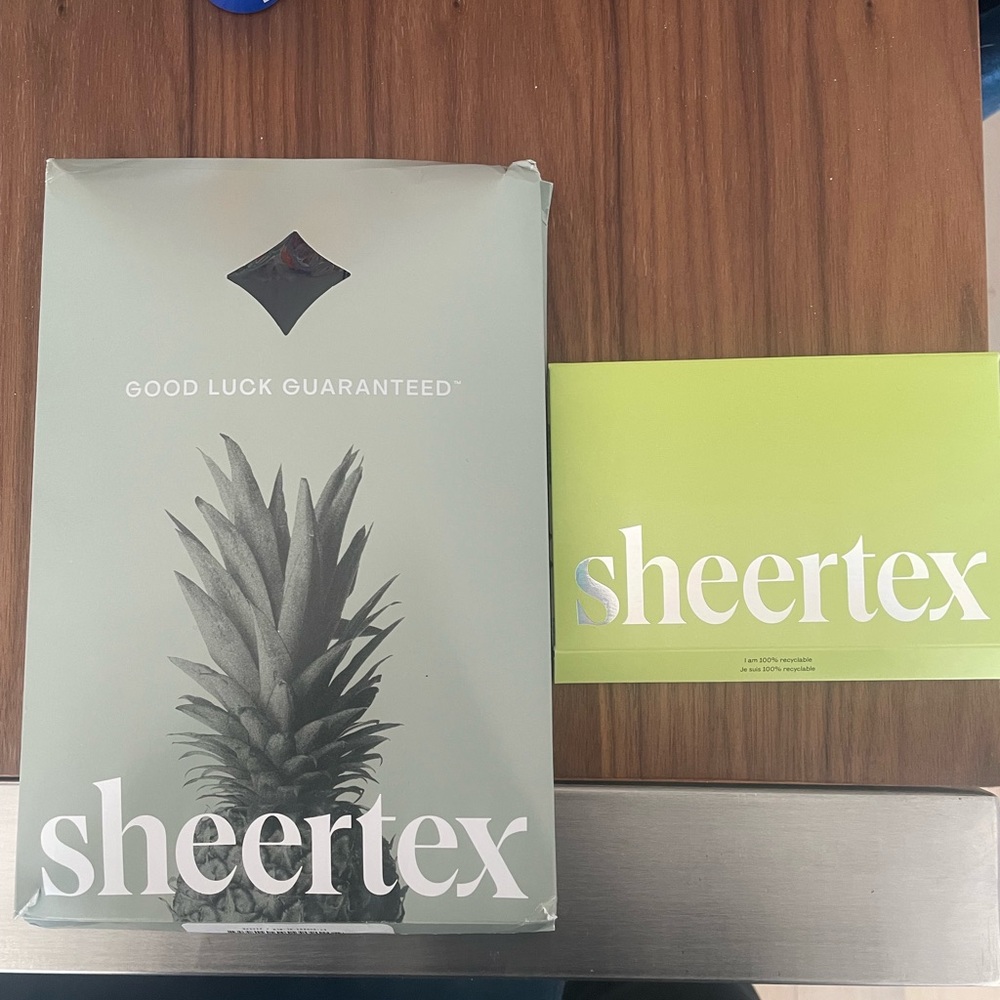 GOOD LUCK GUARANTEED™
sheertex
sheertex
I am 100% recyclable
Je suis 100% recyclable